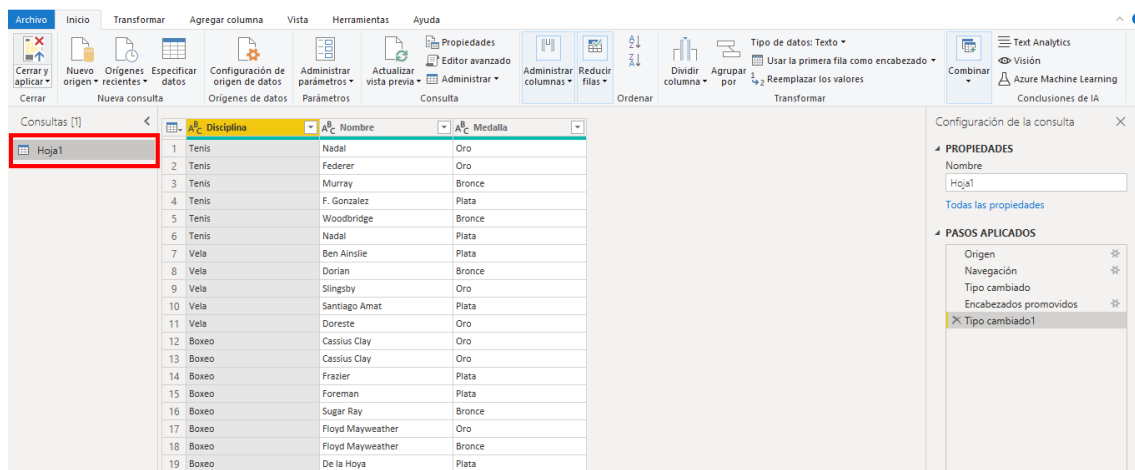 Archivo Inicio Transformar Agregar columna Vista Herramientas Ayuda
Cerrar y aplicar
Nuevo origen
Orígenes recientes
Especificar datos
Configuración de origen de datos
Administrar parámetros
Actualizar vista previa
Propiedades
Editor avanzado
Administrar
Administrar columnas
Reducir filas
Dividir columna
Agrupar por
Tipo de datos: Texto
Usar la primera fila como encabezado
Reemplazar los valores
Combinar
Text Analytics
Visión
Azure Machine Learning
Cerrar Nueva consulta Orígenes de datos Parámetros Consulta Ordenar Transformar Conclusiones de IA
Consultas [1]
Hoja1
Disciplina Nombre Medalla
1 Tenis Nadal Oro
2 Tenis Federer Oro
3 Tenis Murray Bronce
4 Tenis F. Gonzalez Plata
5 Tenis Woodbridge Bronce
6 Tenis Nadal Plata
7 Vela Ben Ainslie Plata
8 Vela Dorian Bronce
9 Vela Slingsby Oro
10 Vela Santiago Amat Plata
11 Vela Doreste Oro
12 Boxeo Cassius Clay Oro
13 Boxeo Cassius Clay Oro
14 Boxeo Frazier Plata
15 Boxeo Foreman Plata
16 Boxeo Sugar Ray Bronce
17 Boxeo Floyd Mayweather Oro
18 Boxeo Floyd Mayweather Bronce
19 Boxeo De la Hoya Plata
Configuración de la consulta
PROPIEDADES
Nombre
Hoja1
Todas las propiedades
PASOS APLICADOS
Origen
Navegación
Tipo cambiado
Encabezados promovidos
Tipo cambiado1